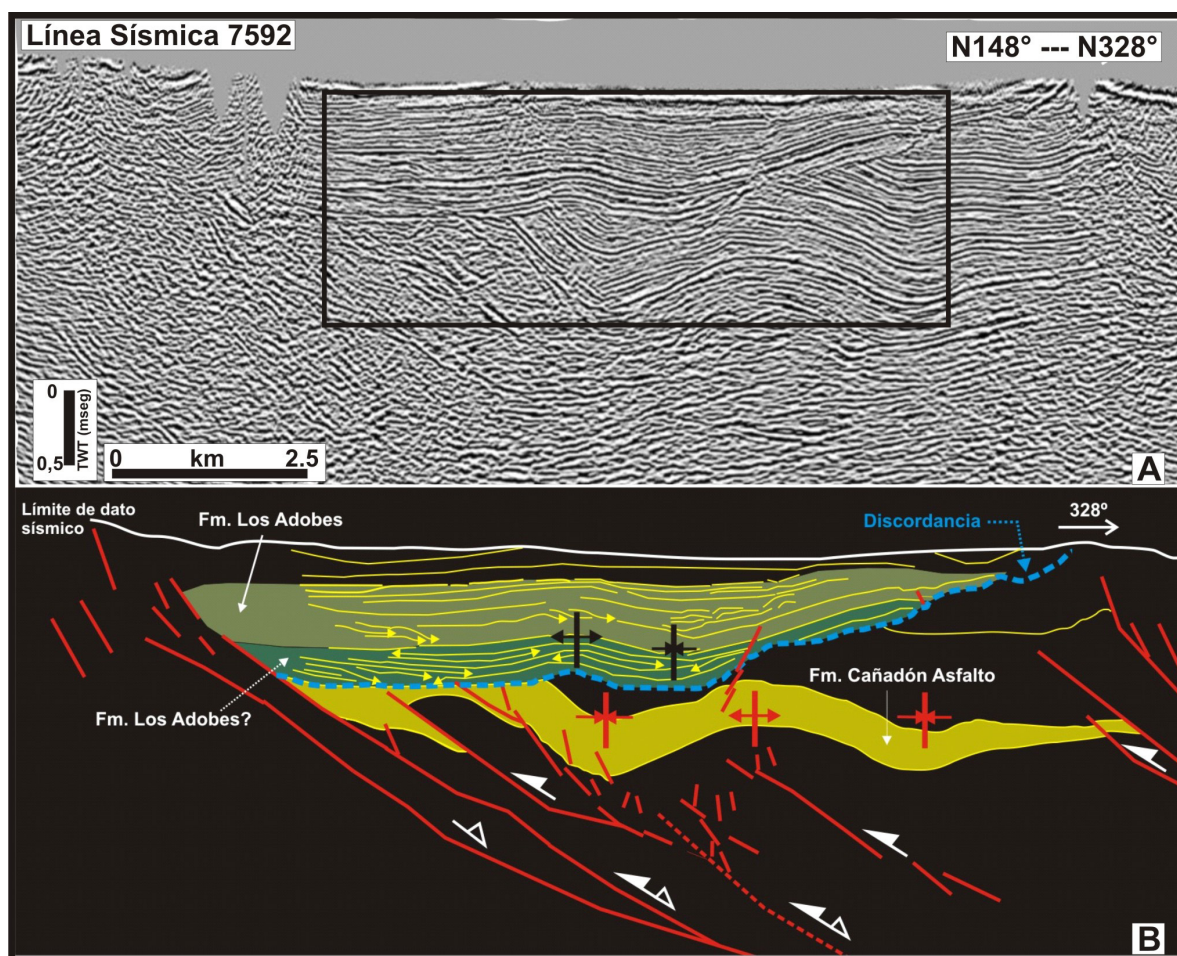 Línea Sísmica 7592
N148° --- N328°
0
0,5
TWT (mseg)
0 km 2.5
A
Límite de dato
sísmico
Fm. Los Adobes
Discordancia
328º
Fm. Cañadón Asfalto
Fm. Los Adobes?
B